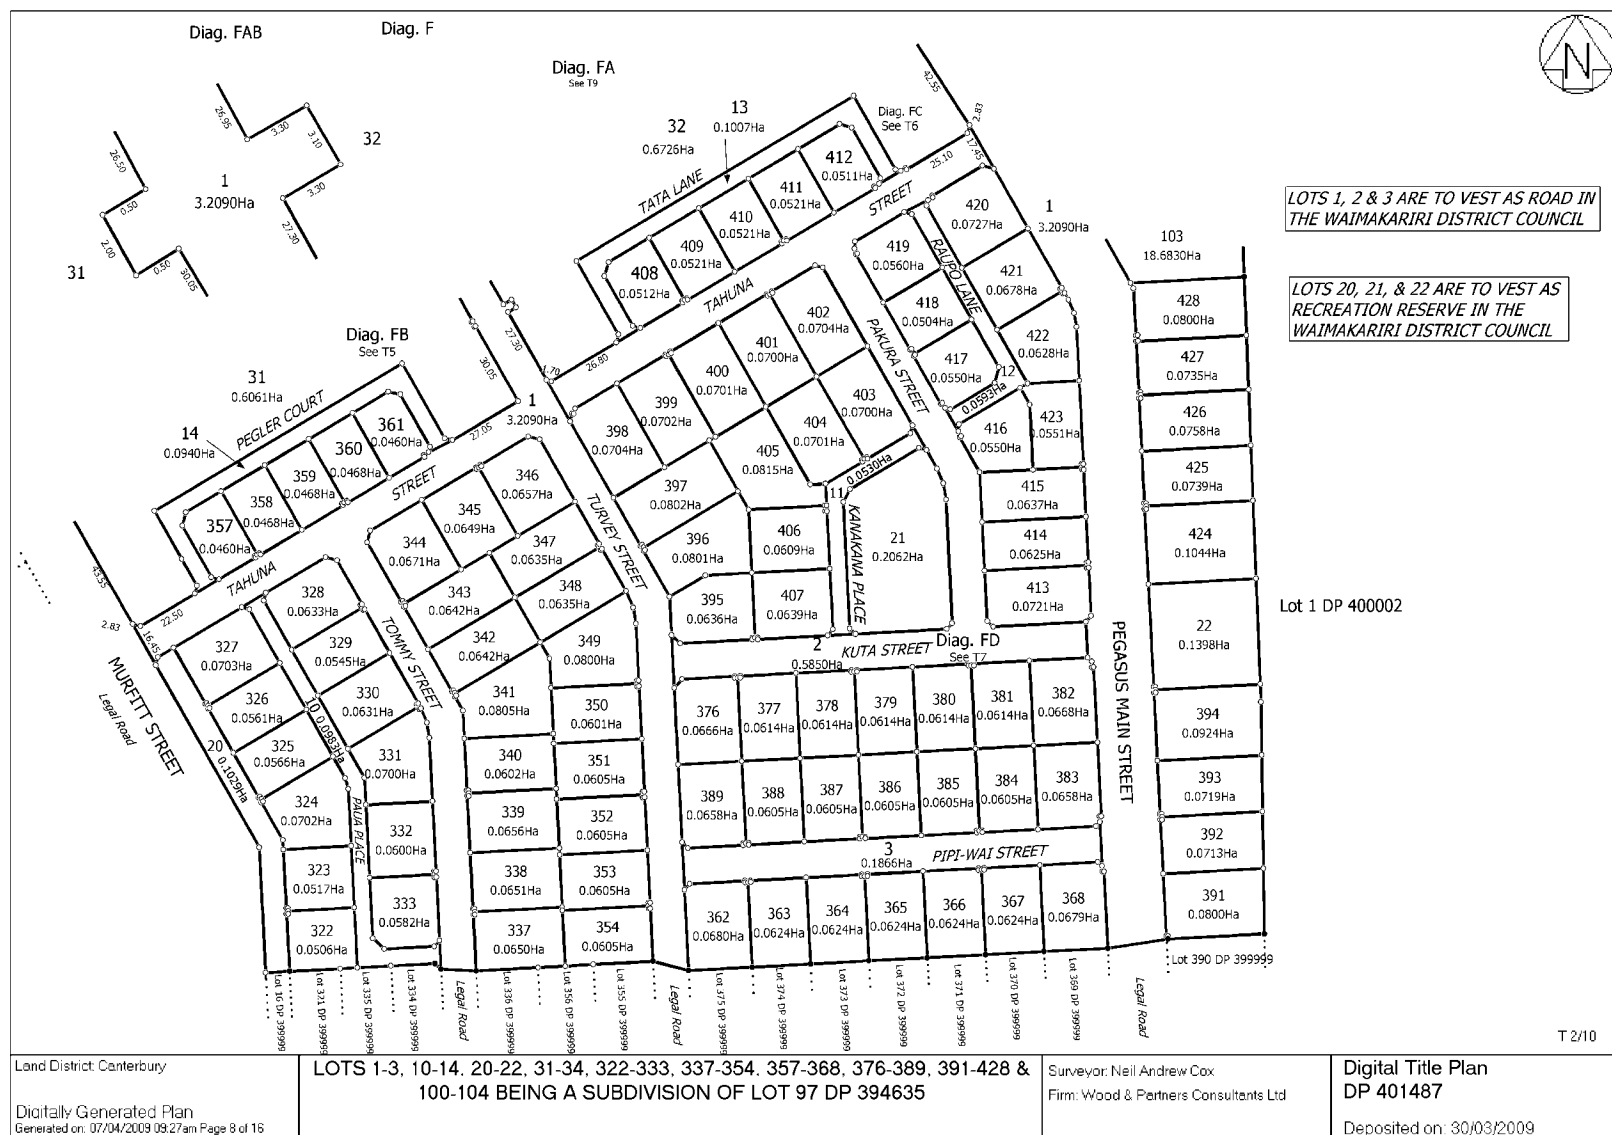 Diag. FAB
Diag. F
Diag. FA
See T9
Diag. FC
See T6
Diag. FB
See T5
N
26.95
3.30
3.10
3.30
27.30
32
26.50
0.50
2.00
0.50
30.05
31
1
3.2090Ha
42.55
2.83
17.45
25.10
13
0.1007Ha
32
0.6726Ha
TATA LANE
LOTS 1, 2 & 3 ARE TO VEST AS ROAD IN
THE WAIMAKARIRI DISTRICT COUNCIL
LOTS 20, 21, & 22 ARE TO VEST AS
RECREATION RESERVE IN THE
WAIMAKARIRI DISTRICT COUNCIL
412
0.0511Ha
411
0.0521Ha
410
0.0521Ha
409
0.0521Ha
408
0.0512Ha
TAHUNA
STREET
1
3.2090Ha
420
0.0727Ha
419
0.0560Ha
RAUPO LANE
421
0.0678Ha
418
0.0504Ha
422
0.0628Ha
417
0.0550Ha
12
0.0593Ha
PAKURA STREET
423
0.0551Ha
416
0.0550Ha
415
0.0637Ha
414
0.0625Ha
413
0.0721Ha
402
0.0704Ha
401
0.0700Ha
400
0.0701Ha
399
0.0702Ha
398
0.0704Ha
403
0.0700Ha
404
0.0701Ha
405
0.0815Ha
397
0.0802Ha
396
0.0801Ha
395
0.0636Ha
406
0.0609Ha
407
0.0639Ha
11
0.0530Ha
KANAKANA PLACE
21
0.2062Ha
27.30
1.70
26.80
30.05
27.05
1
3.2090Ha
31
0.6061Ha
PEGLER COURT
14
0.0940Ha
361
0.0460Ha
360
0.0468Ha
359
0.0468Ha
358
0.0468Ha
357
0.0460Ha
TAHUNA
STREET
43.55
2.83
22.50
16.45
346
0.0657Ha
345
0.0649Ha
344
0.0671Ha
347
0.0635Ha
343
0.0642Ha
348
0.0635Ha
342
0.0642Ha
349
0.0800Ha
341
0.0805Ha
350
0.0601Ha
340
0.0602Ha
351
0.0605Ha
339
0.0656Ha
352
0.0605Ha
338
0.0651Ha
353
0.0605Ha
337
0.0650Ha
354
0.0605Ha
TURVEY STREET
TOMMY STREET
328
0.0633Ha
327
0.0703Ha
329
0.0545Ha
326
0.0561Ha
330
0.0631Ha
325
0.0566Ha
331
0.0700Ha
324
0.0702Ha
332
0.0600Ha
323
0.0517Ha
333
0.0582Ha
322
0.0506Ha
10 0.0983Ha
PAUA PLACE
20
0.1029Ha
MURFITT STREET
Legal Road
2
0.5850Ha
KUTA STREET
Diag. FD
See T7
376
0.0666Ha
377
0.0614Ha
378
0.0614Ha
379
0.0614Ha
380
0.0614Ha
381
0.0614Ha
382
0.0668Ha
389
0.0658Ha
388
0.0605Ha
387
0.0605Ha
386
0.0605Ha
385
0.0605Ha
384
0.0605Ha
383
0.0658Ha
3
0.1866Ha
PIPI-WAI STREET
362
0.0680Ha
363
0.0624Ha
364
0.0624Ha
365
0.0624Ha
366
0.0624Ha
367
0.0624Ha
368
0.0679Ha
PEGASUS MAIN STREET
103
18.6830Ha
428
0.0800Ha
427
0.0735Ha
426
0.0758Ha
425
0.0739Ha
424
0.1044Ha
22
0.1398Ha
394
0.0924Ha
393
0.0719Ha
392
0.0713Ha
391
0.0800Ha
Lot 1 DP 400002
Lot 390 DP 399999
Lot 16 DP 399999
Lot 321 DP 399999
Lot 335 DP 399999
Lot 334 DP 399999
Legal Road
Lot 336 DP 399999
Lot 356 DP 399999
Lot 355 DP 399999
Legal Road
Lot 375 DP 399999
Lot 374 DP 399999
Lot 373 DP 399999
Lot 372 DP 399999
Lot 371 DP 399999
Lot 370 DP 399999
Lot 369 DP 399999
Legal Road
T 2/10
Land District: Canterbury
Digitally Generated Plan
Generated on: 07/04/2009 09:27am Page 8 of 16
LOTS 1-3, 10-14, 20-22, 31-34, 322-333, 337-354, 357-368, 376-389, 391-428 &
100-104 BEING A SUBDIVISION OF LOT 97 DP 394635
Surveyor: Neil Andrew Cox
Firm: Wood & Partners Consultants Ltd
Digital Title Plan
DP 401487
Deposited on: 30/03/2009